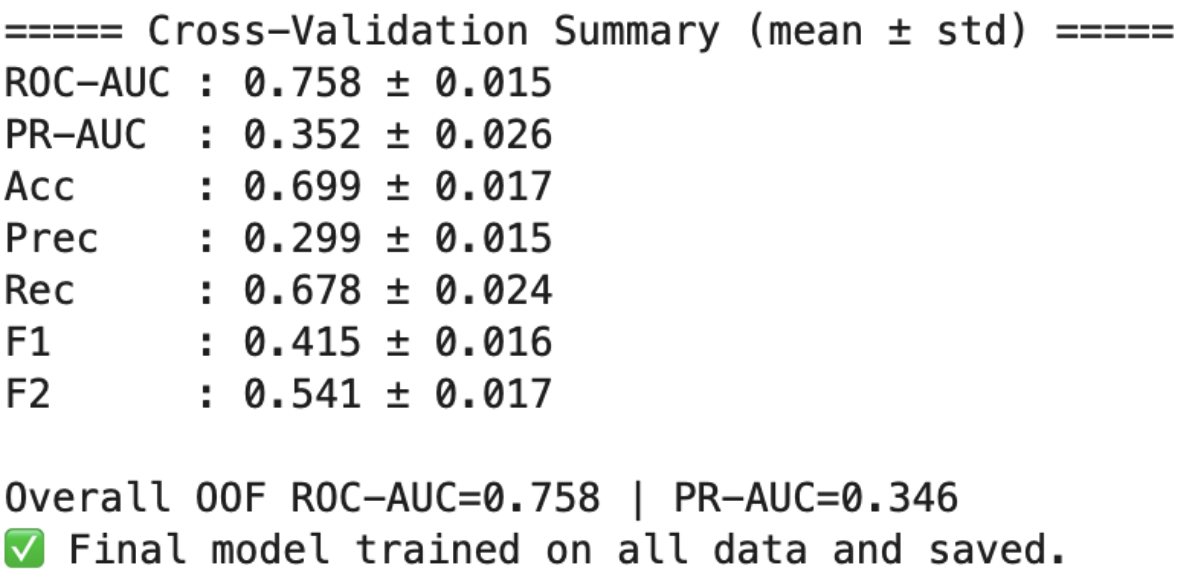 ===== Cross-Validation Summary (mean ± std) =====
ROC-AUC : 0.758 ± 0.015
PR-AUC  : 0.352 ± 0.026
Acc     : 0.699 ± 0.017
Prec    : 0.299 ± 0.015
Rec     : 0.678 ± 0.024
F1      : 0.415 ± 0.016
F2      : 0.541 ± 0.017

Overall OOF ROC-AUC=0.758 | PR-AUC=0.346
✅ Final model trained on all data and saved.